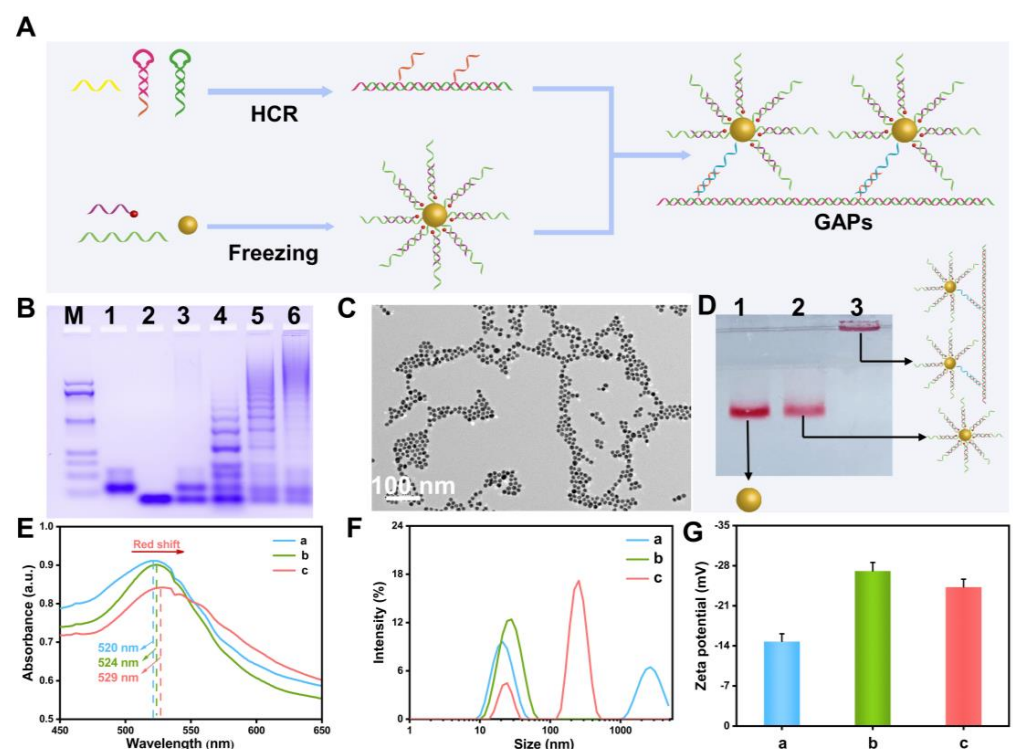 A
HCR
Freezing
GAPs
B
M 1 2 3 4 5 6
C
100 nm
D
1 2 3
E
1.0
0.9
0.8
0.7
0.6
0.5
Absorbance (a.u.)
Red shift
a
b
c
520 nm
524 nm
529 nm
450 500 550 600 650
Wavelength (nm)
F
24
18
12
6
0
Intensity (%)
a
b
c
1 10 100 1000
Size (nm)
G
-35
-28
-21
-14
-7
0
Zeta potential (mV)
a b c